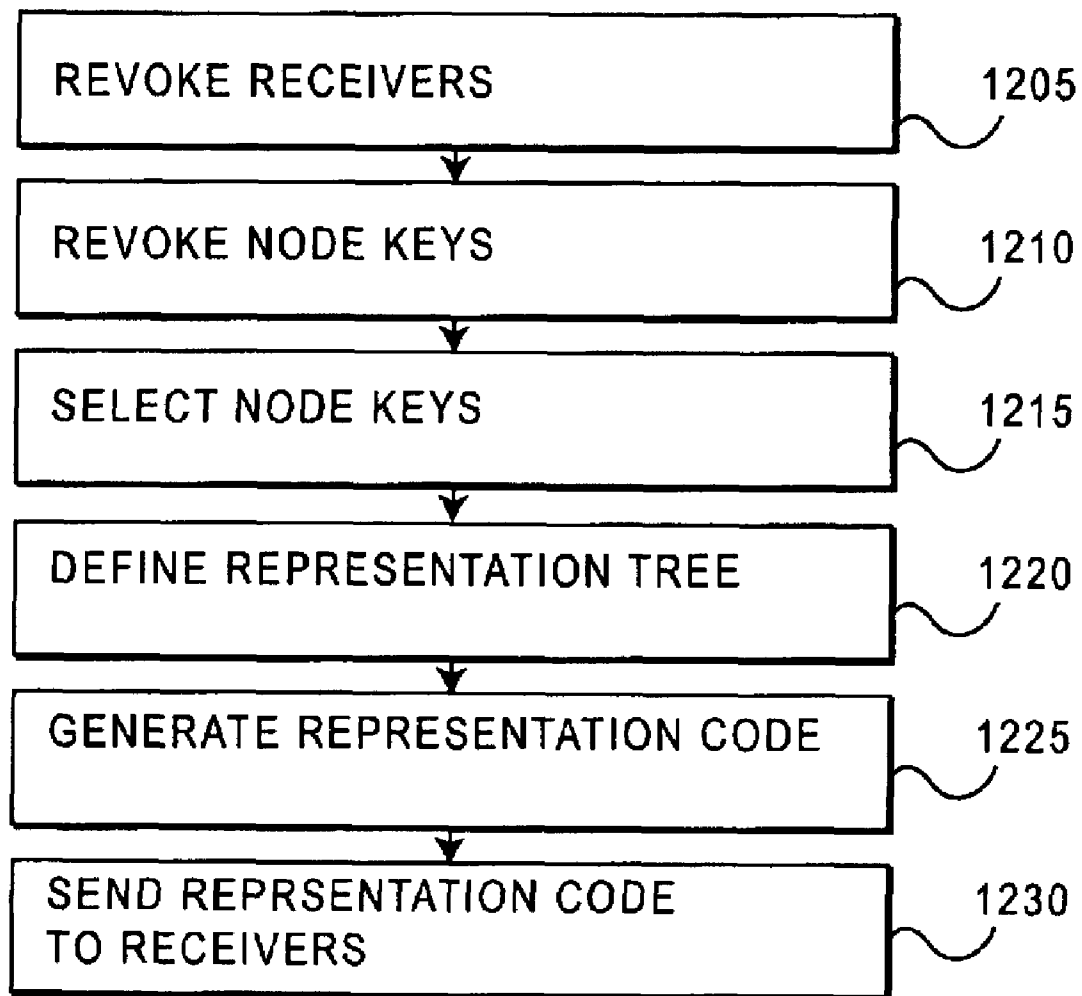 REVOKE RECEIVERS
1205
REVOKE NODE KEYS
1210
SELECT NODE KEYS
1215
DEFINE REPRESENTATION TREE
1220
GENERATE REPRESENTATION CODE
1225
SEND REPRSENTATION CODE
TO RECEIVERS
1230